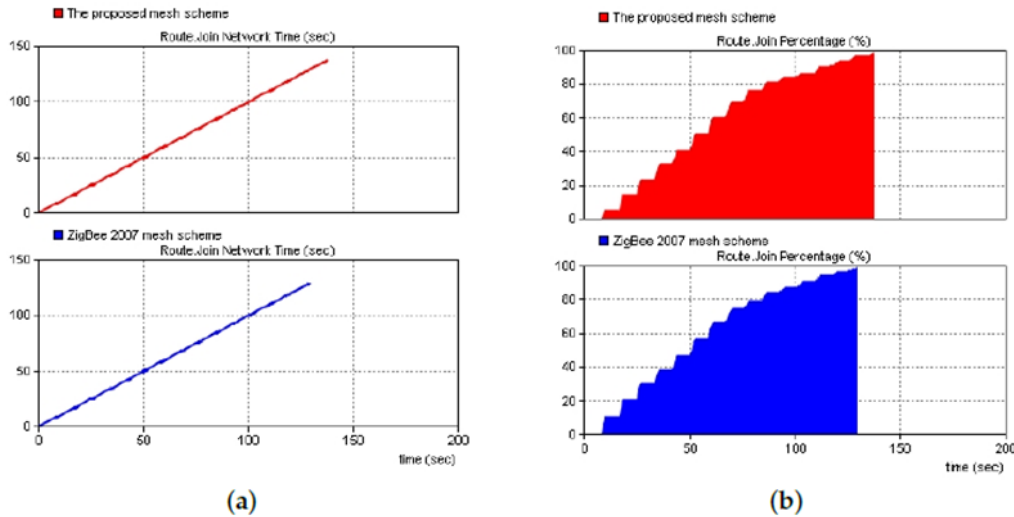 The proposed mesh scheme
Route.Join Network Time (sec)
150
100
50
0
ZigBee 2007 mesh scheme
Route.Join Network Time (sec)
150
100
50
0
0 50 100 150 200
time (sec)
(a)
The proposed mesh scheme
Route.Join Percentage (%)
100
80
60
40
20
0
ZigBee 2007 mesh scheme
Route.Join Percentage (%)
100
80
60
40
20
0
0 50 100 150 200
time (sec)
(b)